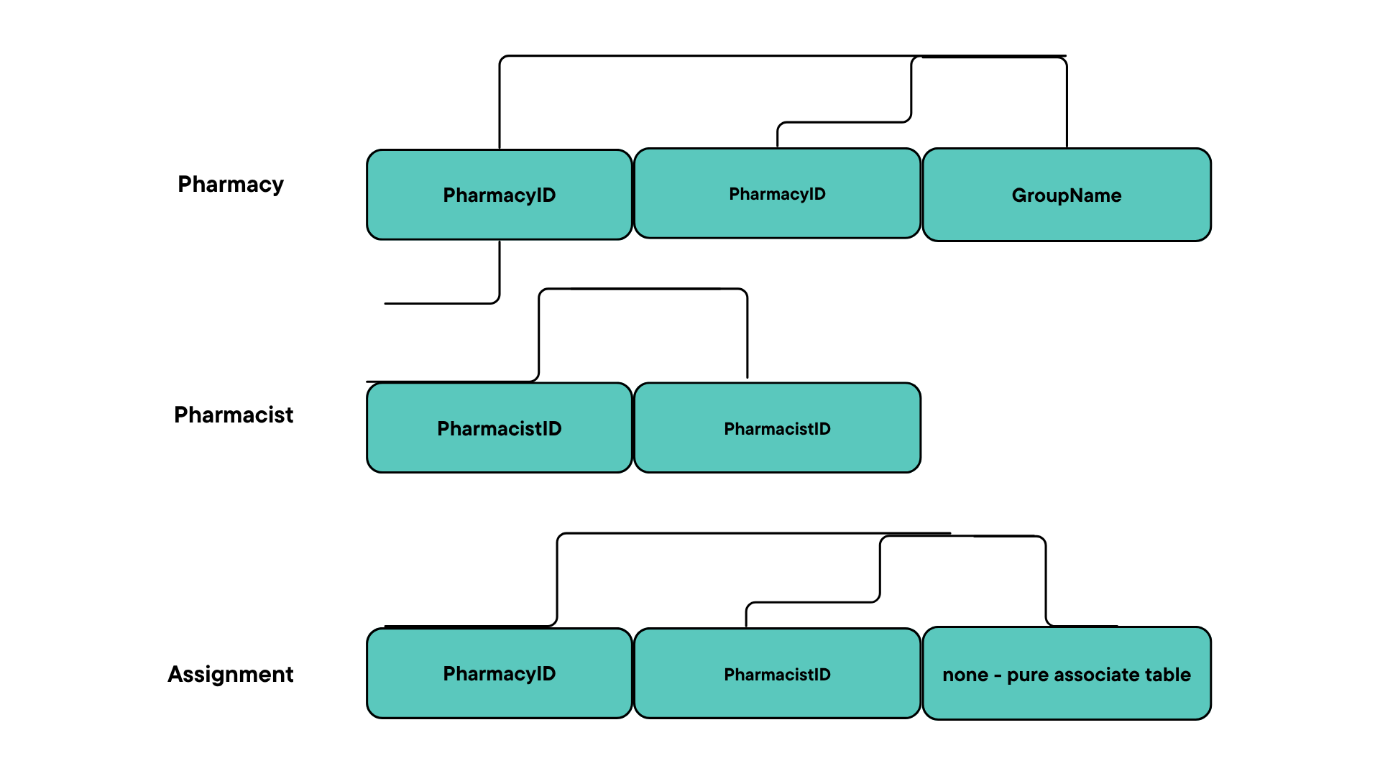 Pharmacy
PharmacyID
PharmacyID
GroupName
Pharmacist
PharmacistID
PharmacistID
Assignment
PharmacyID
PharmacistID
none - pure associate table